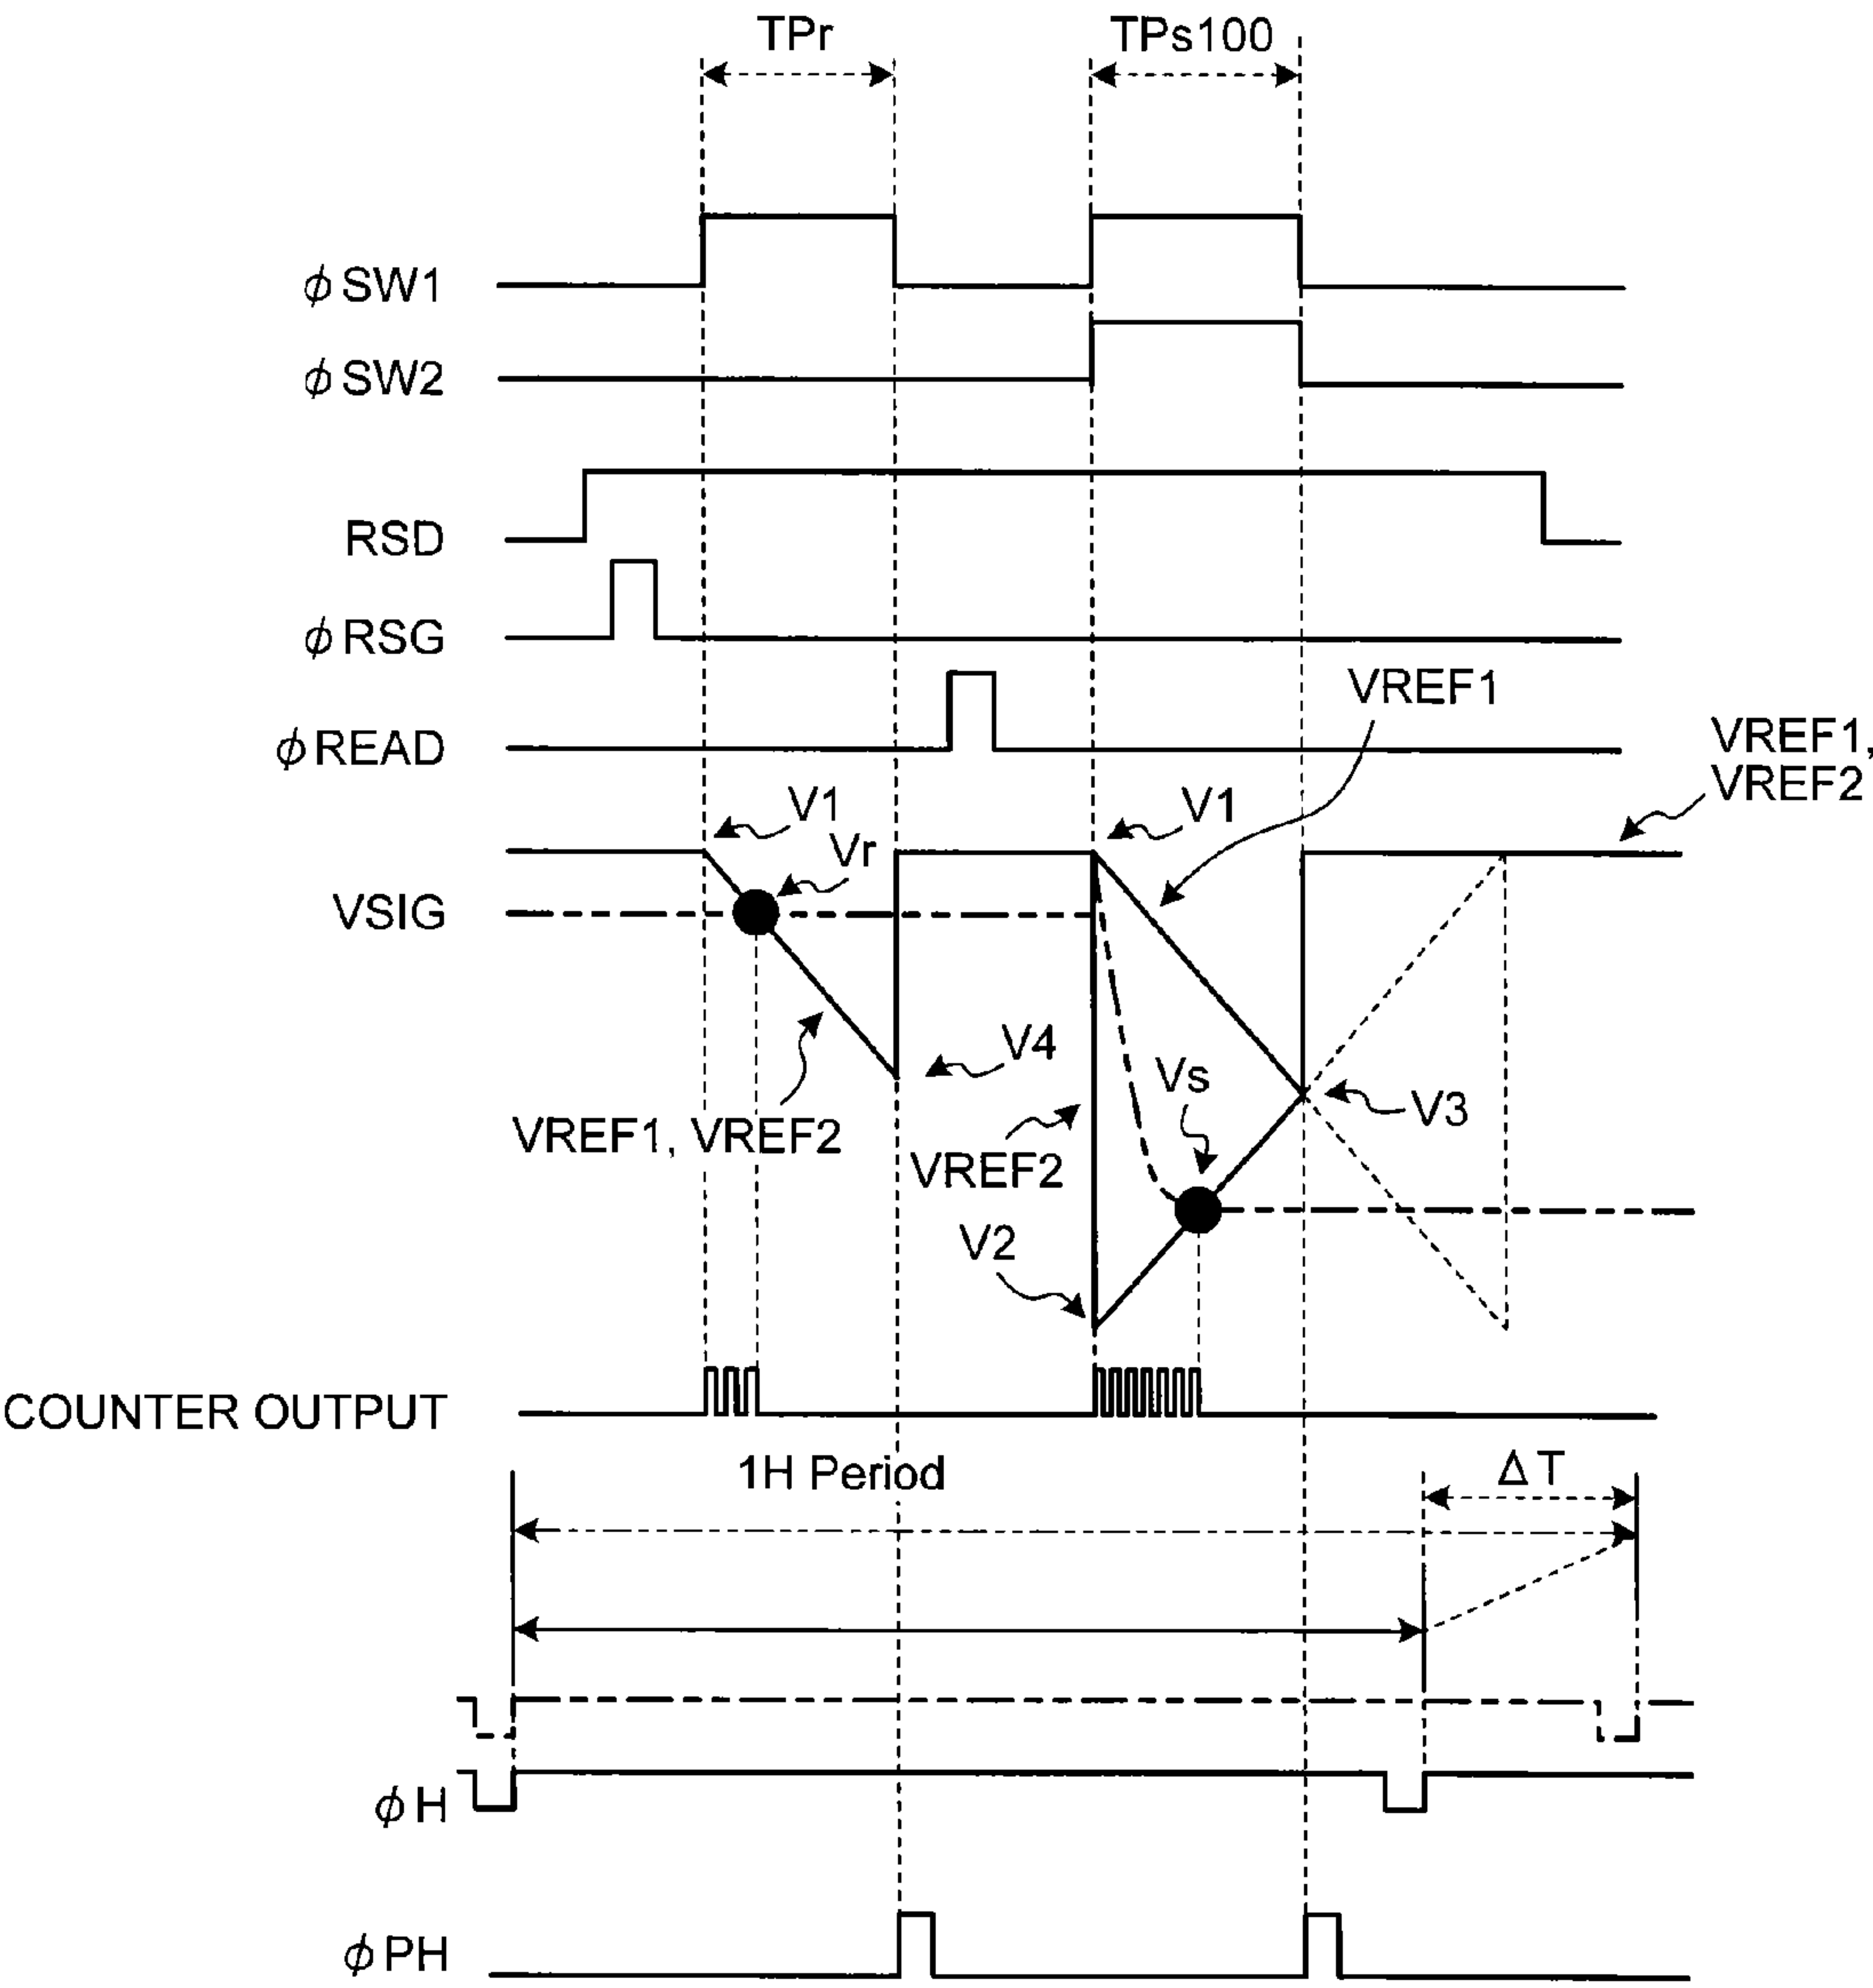 TPr
TPs100
ϕSW1
ϕSW2
RSD
ϕRSG
ϕREAD
VREF1
VREF1,
VREF2
V1
V1
Vr
VSIG
V4
Vs
V3
VREF1, VREF2
VREF2
V2
COUNTER OUTPUT
1H Period
ΔT
ϕH
ϕPH